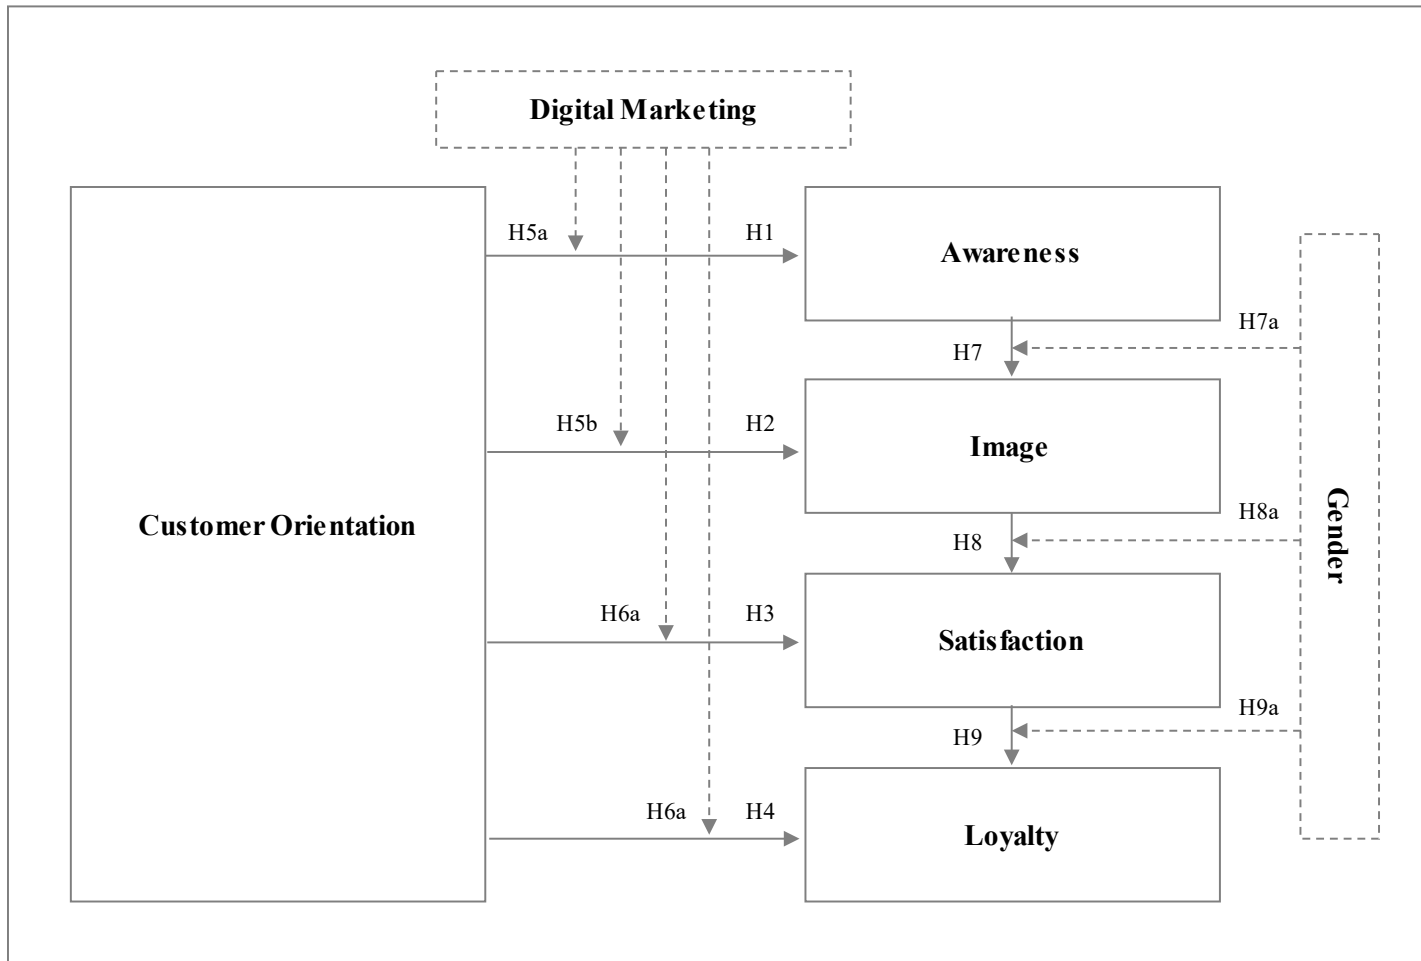 Digital Marketing
H5a
H1
Awareness
H7a
H7
H5b
H2
Image
Gender
Customer Orientation
H8a
H8
H6a
H3
Satisfaction
H9a
H9
H6a
H4
Loyalty